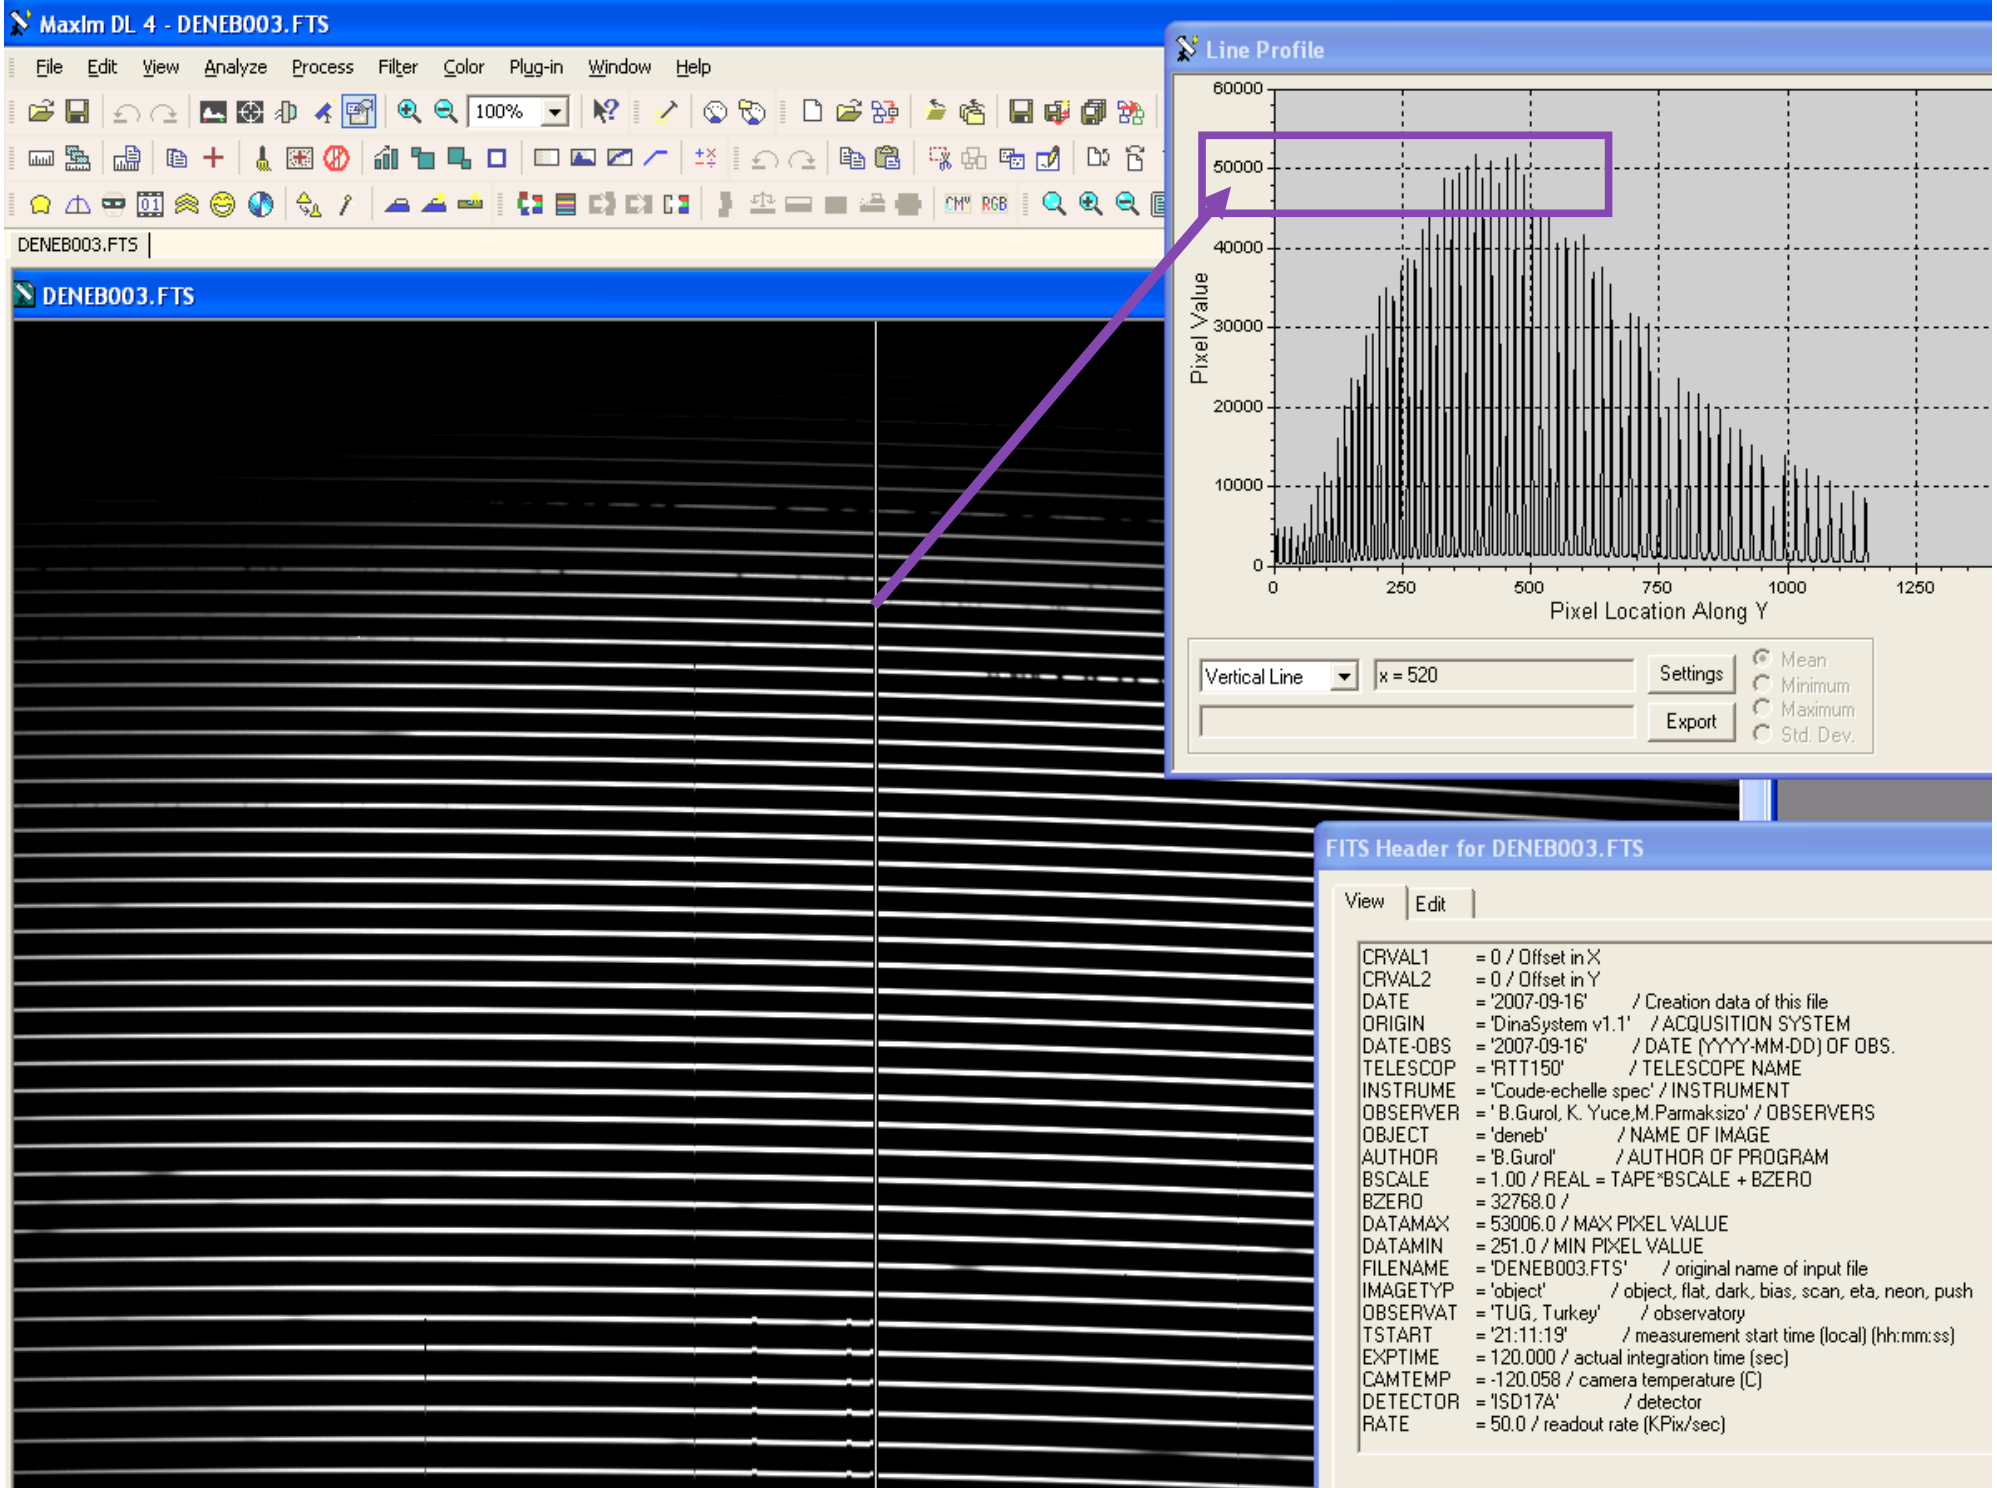 MaxIm DL 4 - DENEB003.FTS
File Edit View Analyze Process Filter Color Plug-in Window Help
100%
01
CMY RGB
DENEB003.FTS
DENEB003.FTS
Line Profile
60000
50000
40000
30000
20000
10000
0
Pixel Value
0 250 500 750 1000 1250
Pixel Location Along Y
Vertical Line x = 520 Settings
Export
Mean
Minimum
Maximum
Std. Dev.
FITS Header for DENEB003.FTS
View Edit
CRVAL1 = 0 / Offset in X
CRVAL2 = 0 / Offset in Y
DATE = '2007-09-16' / Creation data of this file
ORIGIN = 'DinaSystem v1.1' / ACQUSITION SYSTEM
DATE-OBS = '2007-09-16' / DATE (YYYY-MM-DD) OF OBS.
TELESCOP = 'RTT150' / TELESCOPE NAME
INSTRUME = 'Coude-echelle spec' / INSTRUMENT
OBSERVER = ' B.Gurol, K. Yuce,M.Parmaksizo' / OBSERVERS
OBJECT = 'deneb' / NAME OF IMAGE
AUTHOR = 'B.Gurol' / AUTHOR OF PROGRAM
BSCALE = 1.00 / REAL = TAPE*BSCALE + BZERO
BZERO = 32768.0 /
DATAMAX = 53006.0 / MAX PIXEL VALUE
DATAMIN = 251.0 / MIN PIXEL VALUE
FILENAME = 'DENEB003.FTS' / original name of input file
IMAGETYP = 'object' / object, flat, dark, bias, scan, eta, neon, push
OBSERVAT = 'TUG, Turkey' / observatory
TSTART = '21:11:19' / measurement start time (local) (hh:mm:ss)
EXPTIME = 120.000 / actual integration time (sec)
CAMTEMP = -120.058 / camera temperature (C)
DETECTOR = 'ISD17A' / detector
RATE = 50.0 / readout rate (KPix/sec)